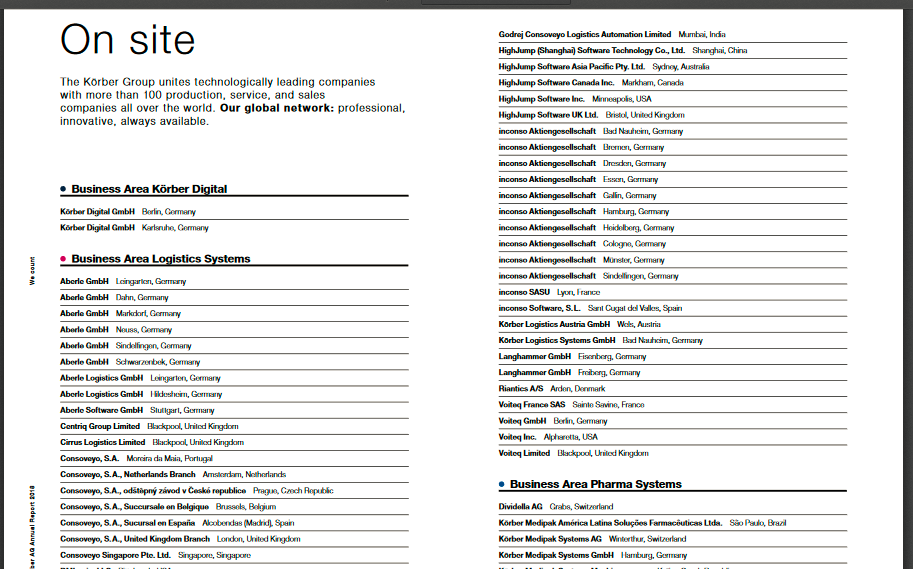 On site
The Körber Group unites technologically leading companies
with more than 100 production, service, and sales
companies all over the world. Our global network: professional,
innovative, always available.
Business Area Körber Digital
Körber Digital GmbH Berlin, Germany
Körber Digital GmbH Karlsruhe, Germany
Business Area Logistics Systems
Aberle GmbH Leingarten, Germany
Aberle GmbH Dahn, Germany
Aberle GmbH Markdorf, Germany
Aberle GmbH Neuss, Germany
Aberle GmbH Sindelfingen, Germany
Aberle GmbH Schwarzenbek, Germany
Aberle Logistics GmbH Leingarten, Germany
Aberle Logistics GmbH Hildesheim, Germany
Aberle Software GmbH Stuttgart, Germany
Centriq Group Limited Blackpool, United Kingdom
Cirrus Logistics Limited Blackpool, United Kingdom
Consoveyo, S.A. Moreira da Maia, Portugal
Consoveyo, S.A., Netherlands Branch Amsterdam, Netherlands
Consoveyo, S.A., odštěpný závod v České republice Prague, Czech Republic
Consoveyo, S.A., Succursale en Belgique Brussels, Belgium
Consoveyo, S.A., Sucursal en España Alcobendas (Madrid), Spain
Consoveyo, S.A., United Kingdom Branch London, United Kingdom
Consoveyo Singapore Pte. Ltd. Singapore, Singapore
Godrej Consoveyo Logistics Automation Limited Mumbai, India
HighJump (Shanghai) Software Technology Co., Ltd. Shanghai, China
HighJump Software Asia Pacific Pty. Ltd. Sydney, Australia
HighJump Software Canada Inc. Markham, Canada
HighJump Software Inc. Minneapolis, USA
HighJump Software UK Ltd. Bristol, United Kingdom
inconso Aktiengesellschaft Bad Nauheim, Germany
inconso Aktiengesellschaft Bremen, Germany
inconso Aktiengesellschaft Dresden, Germany
inconso Aktiengesellschaft Essen, Germany
inconso Aktiengesellschaft Gallin, Germany
inconso Aktiengesellschaft Hamburg, Germany
inconso Aktiengesellschaft Heidelberg, Germany
inconso Aktiengesellschaft Cologne, Germany
inconso Aktiengesellschaft Münster, Germany
inconso Aktiengesellschaft Sindelfingen, Germany
inconso SASU Lyon, France
inconso Software, S.L. Sant Cugat del Valles, Spain
Körber Logistics Austria GmbH Wels, Austria
Körber Logistics Systems GmbH Bad Nauheim, Germany
Langhammer GmbH Eisenberg, Germany
Langhammer GmbH Freiberg, Germany
Riantics A/S Arden, Denmark
Voiteq France SAS Sainte Savine, France
Voiteq GmbH Berlin, Germany
Voiteq Inc. Alpharetta, USA
Voiteq Limited Blackpool, United Kingdom
Business Area Pharma Systems
Dividella AG Grabs, Switzerland
Körber Medipak América Latina Soluções Farmacêuticas Ltda. São Paulo, Brazil
Körber Medipak Systems AG Winterthur, Switzerland
Körber Medipak Systems GmbH Hamburg, Germany
We count
ber AG Annual Report 2018